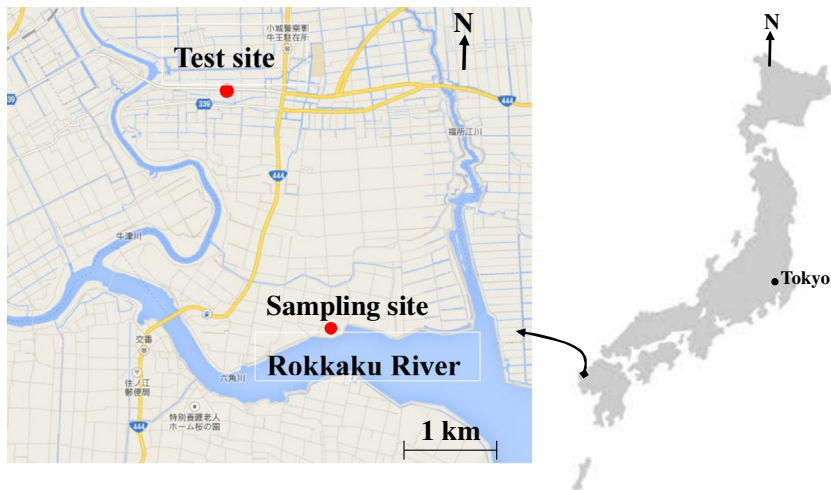 小城警察署
牛王駐在所
N
N
Test site
444
339
福所江川
444
牛津川
Tokyo
Sampling site
交番
Rokkaku River
六角川
住ノ江
郵便局
特別養護老人
ホーム桜の園
444
1 km